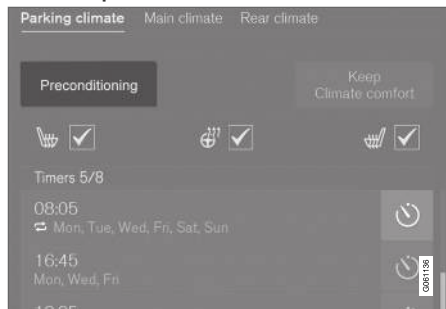 Parking climate Main climate Rear climate
Preconditioning
Keep
Climate comfort
Timers 5/8
08:05
Mon, Tue, Wed, Fri, Sat, Sun
16:45
Mon, Wed, Fri
G061136